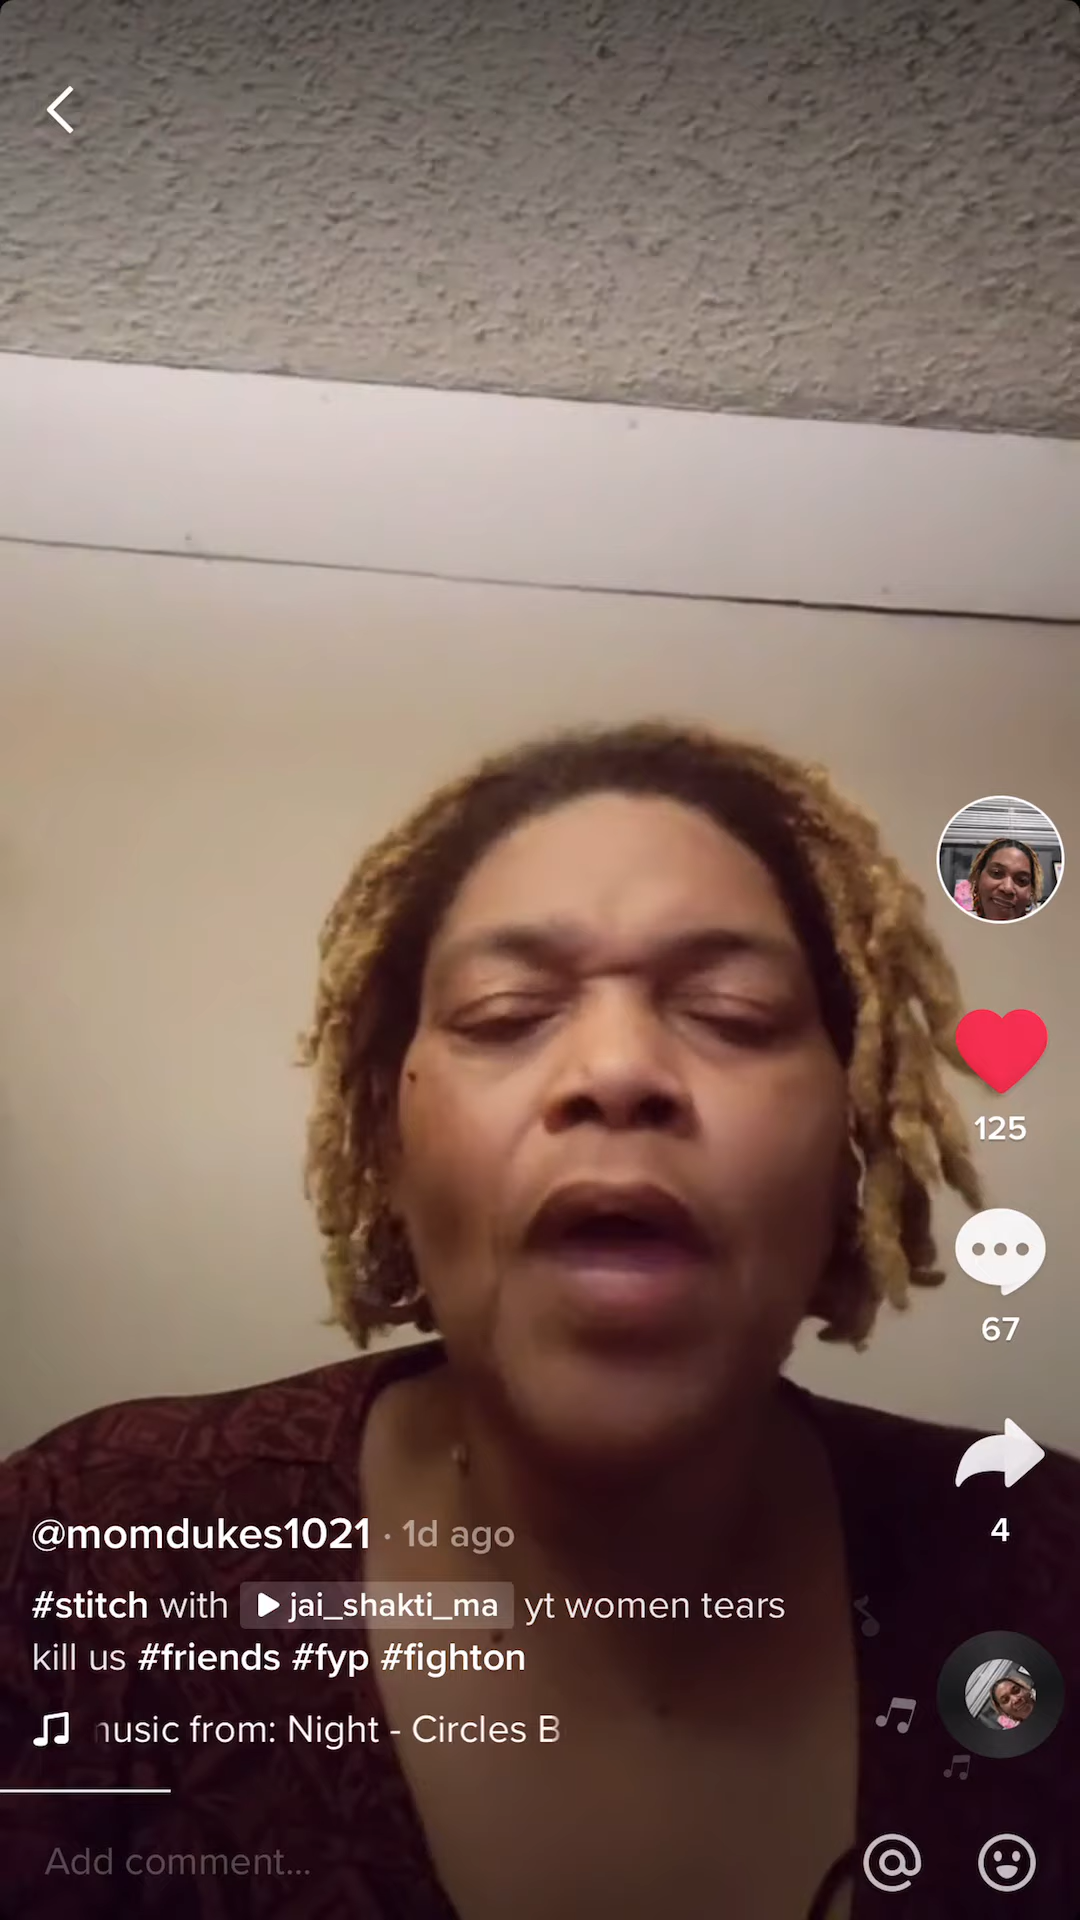 125
67
4
@momdukes1021 · 1d ago
#stitch with jai_shakti_ma yt women tears
kill us #friends #fyp #fighton
from: Night - Circles B
Add comment...